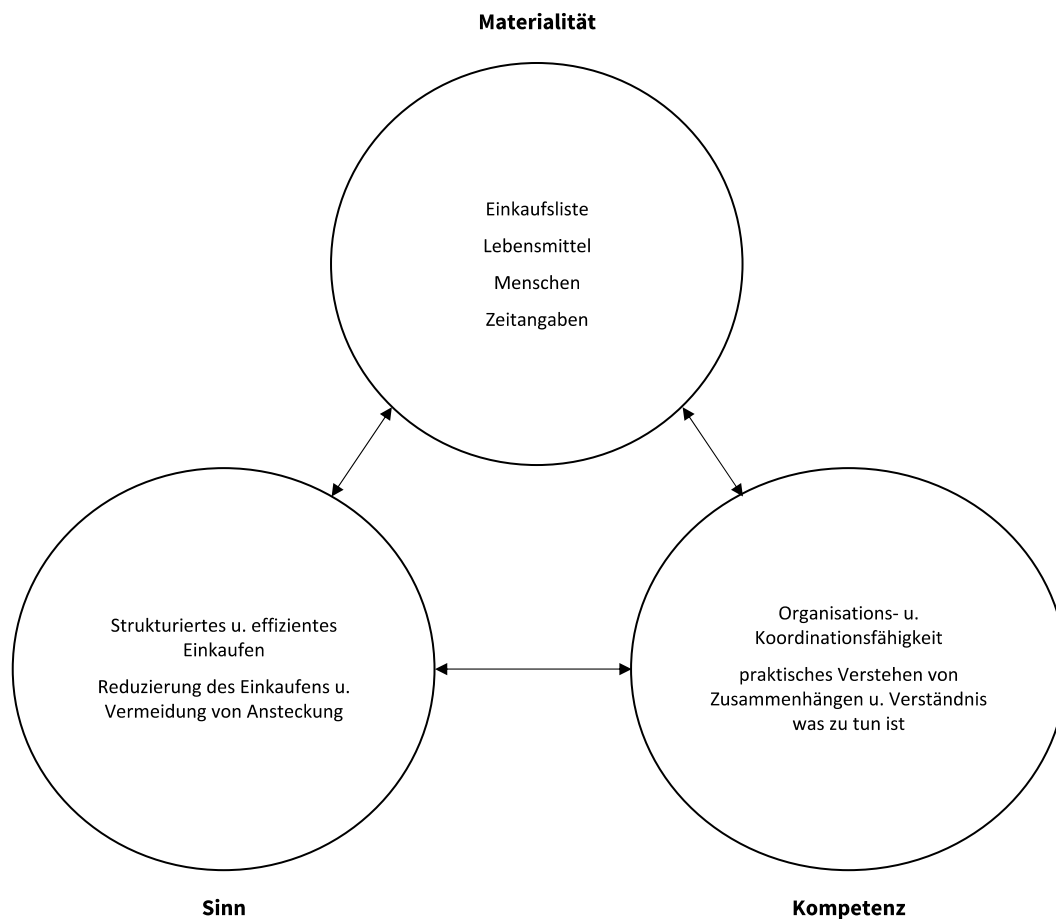 Materialität
Einkaufsliste
Lebensmittel
Menschen
Zeitangaben
Strukturiertes u. effizientes
Einkaufen
Reduzierung des Einkaufens u.
Vermeidung von Ansteckung
Sinn
Organisations- u.
Koordinationsfähigkeit
praktisches Verstehen von
Zusammenhängen u. Verständnis
was zu tun ist
Kompetenz